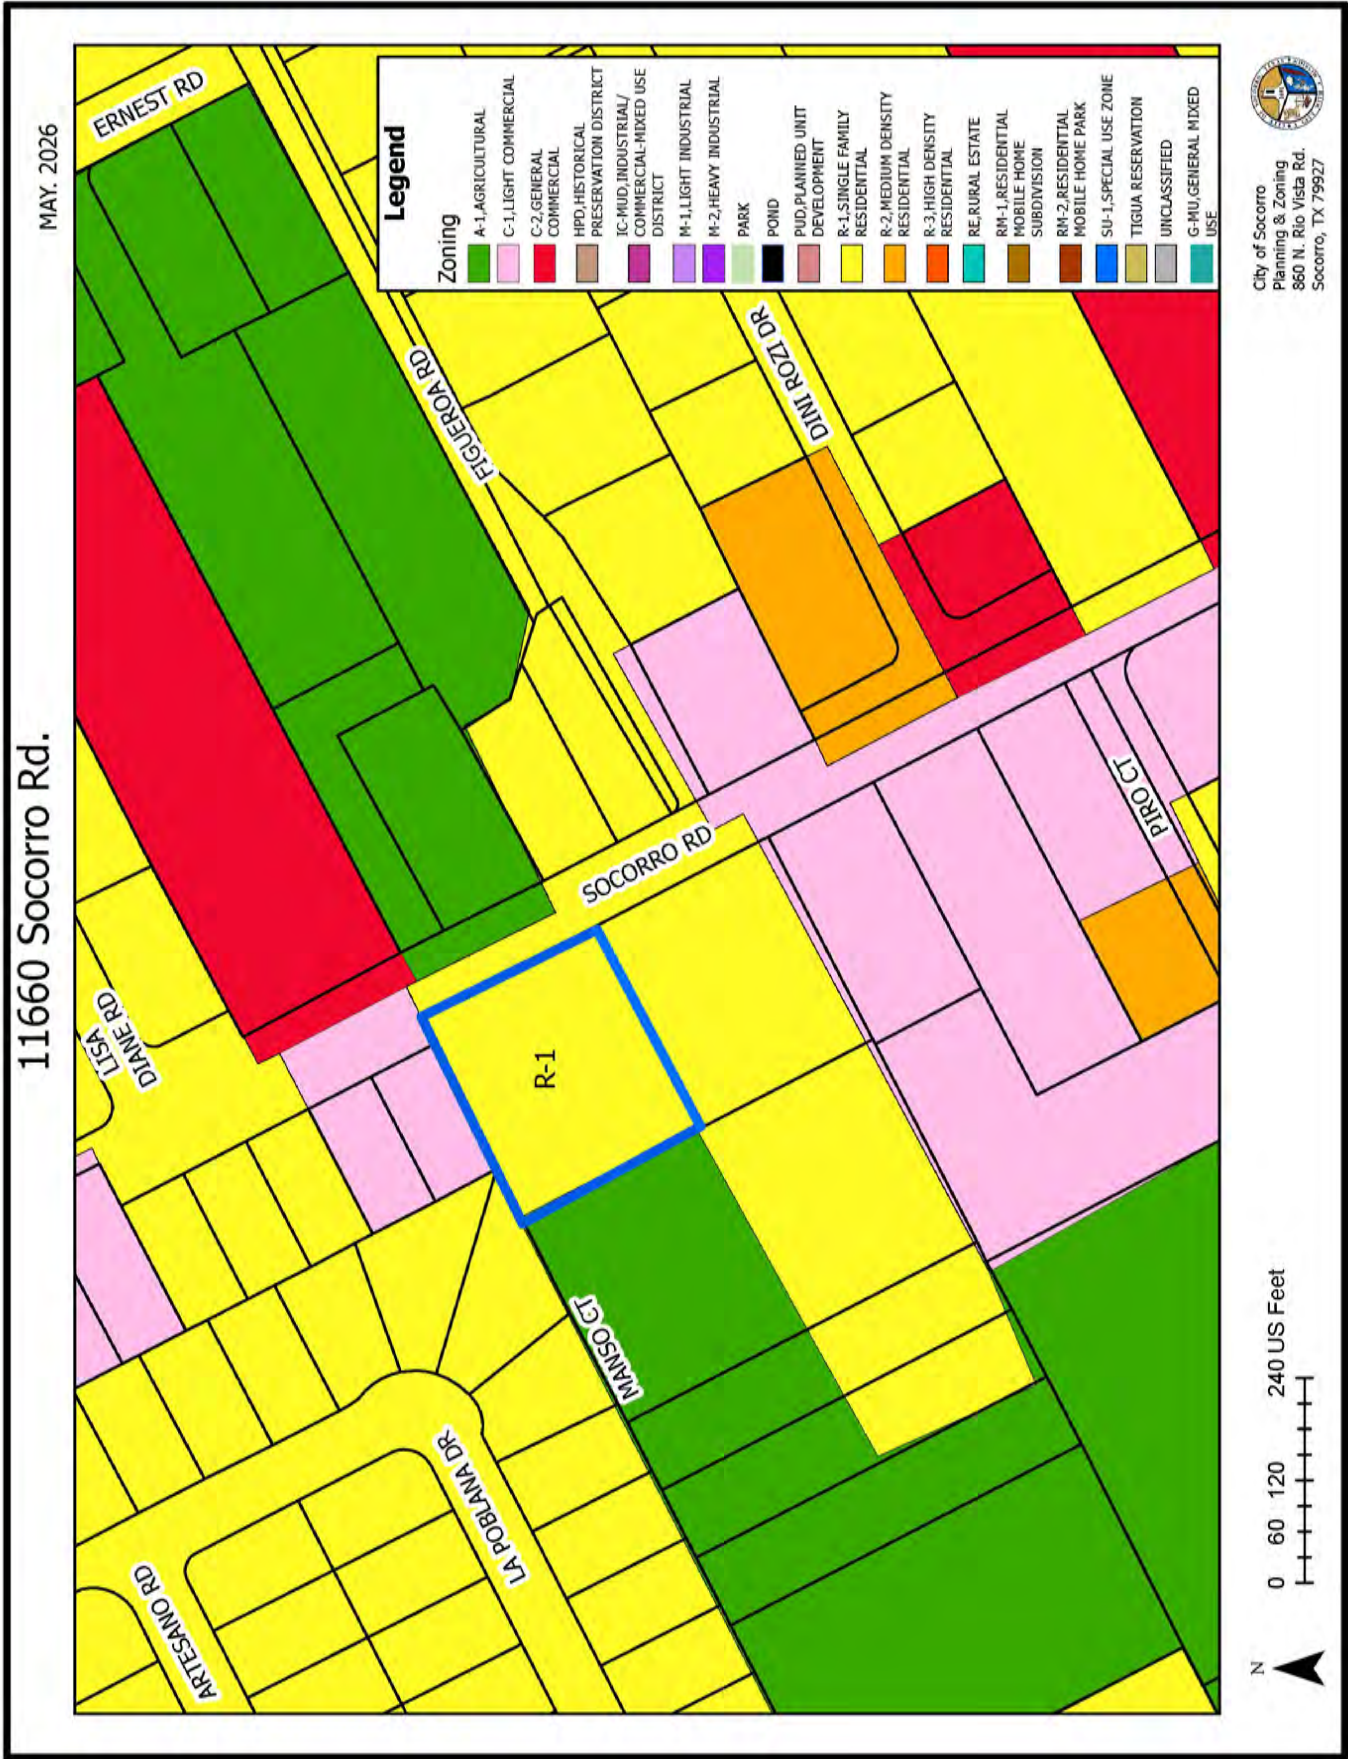 11660 Socorro Rd.
MAY. 2026
ERNEST RD
LISA
DIANE RD
FIGUEROA RD
DINI ROZI DR
SOCORRO RD
R-1
PIRO CT
MANSO CT
LA POBLANA DR
ARTESANO RD
Legend
Zoning
A-1,AGRICULTURAL
C-1,LIGHT COMMERCIAL
C-2,GENERAL
COMMERCIAL
HPD,HISTORICAL
PRESERVATION DISTRICT
IC-MUD,INDUSTRIAL/
COMMERCIAL-MIXED USE
DISTRICT
M-1,LIGHT INDUSTRIAL
M-2,HEAVY INDUSTRIAL
PARK
POND
PUD,PLANNED UNIT
DEVELOPMENT
R-1,SINGLE FAMILY
RESIDENTIAL
R-2,MEDIUM DENSITY
RESIDENTIAL
R-3,HIGH DENSITY
RESIDENTIAL
RE,RURAL ESTATE
RM-1,RESIDENTIAL
MOBILE HOME
SUBDIVISION
RM-2,RESIDENTIAL
MOBILE HOME PARK
SU-1,SPECIAL USE ZONE
TIGUA RESERVATION
UNCLASSIFIED
G-MU,GENERAL MIXED
USE
N
0 60 120 240 US Feet
City of Socorro
Planning & Zoning
860 N. Rio Vista Rd.
Socorro, TX 79927